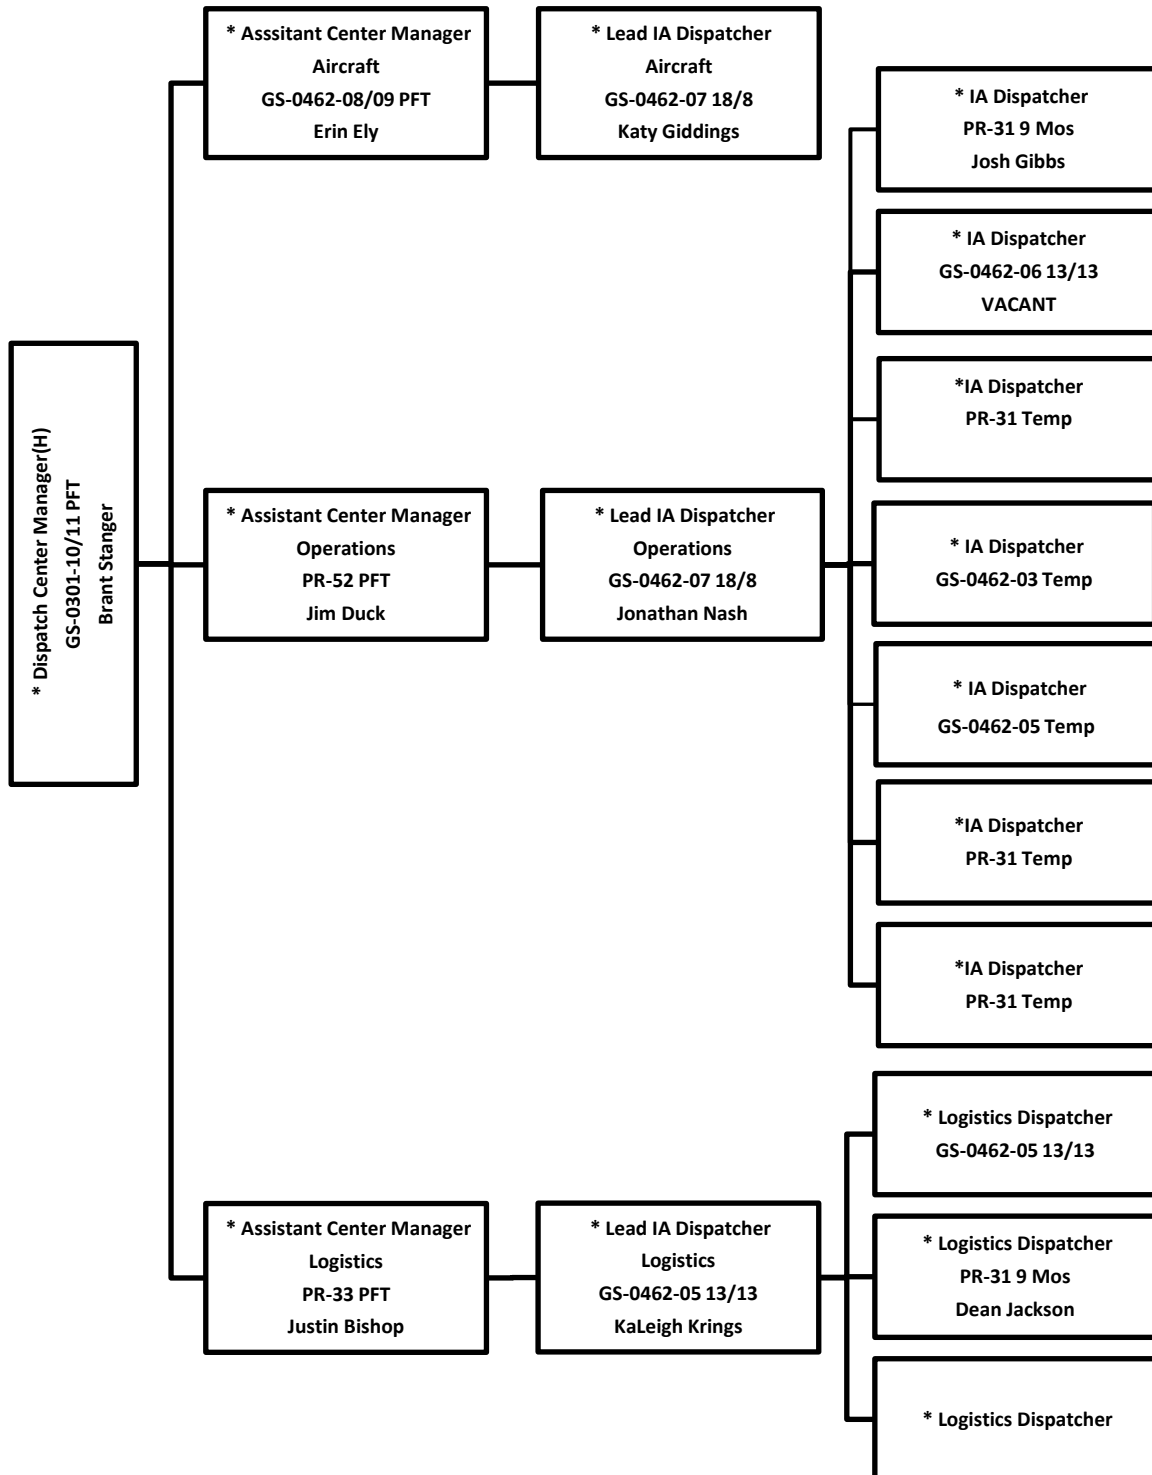 * Dispatch Center Manager(H)
GS-0301-10/11 PFT
Brant Stanger
* Asssitant Center Manager
Aircraft
GS-0462-08/09 PFT
Erin Ely
* Lead IA Dispatcher
Aircraft
GS-0462-07 18/8
Katy Giddings
* Assistant Center Manager
Operations
PR-52 PFT
Jim Duck
* Lead IA Dispatcher
Operations
GS-0462-07 18/8
Jonathan Nash
* IA Dispatcher
PR-31 9 Mos
Josh Gibbs
* IA Dispatcher
GS-0462-06 13/13
VACANT
*IA Dispatcher
PR-31 Temp
* IA Dispatcher
GS-0462-03 Temp
* IA Dispatcher
GS-0462-05 Temp
*IA Dispatcher
PR-31 Temp
*IA Dispatcher
PR-31 Temp
* Assistant Center Manager
Logistics
PR-33 PFT
Justin Bishop
* Lead IA Dispatcher
Logistics
GS-0462-05 13/13
KaLeigh Krings
* Logistics Dispatcher
GS-0462-05 13/13
* Logistics Dispatcher
PR-31 9 Mos
Dean Jackson
* Logistics Dispatcher